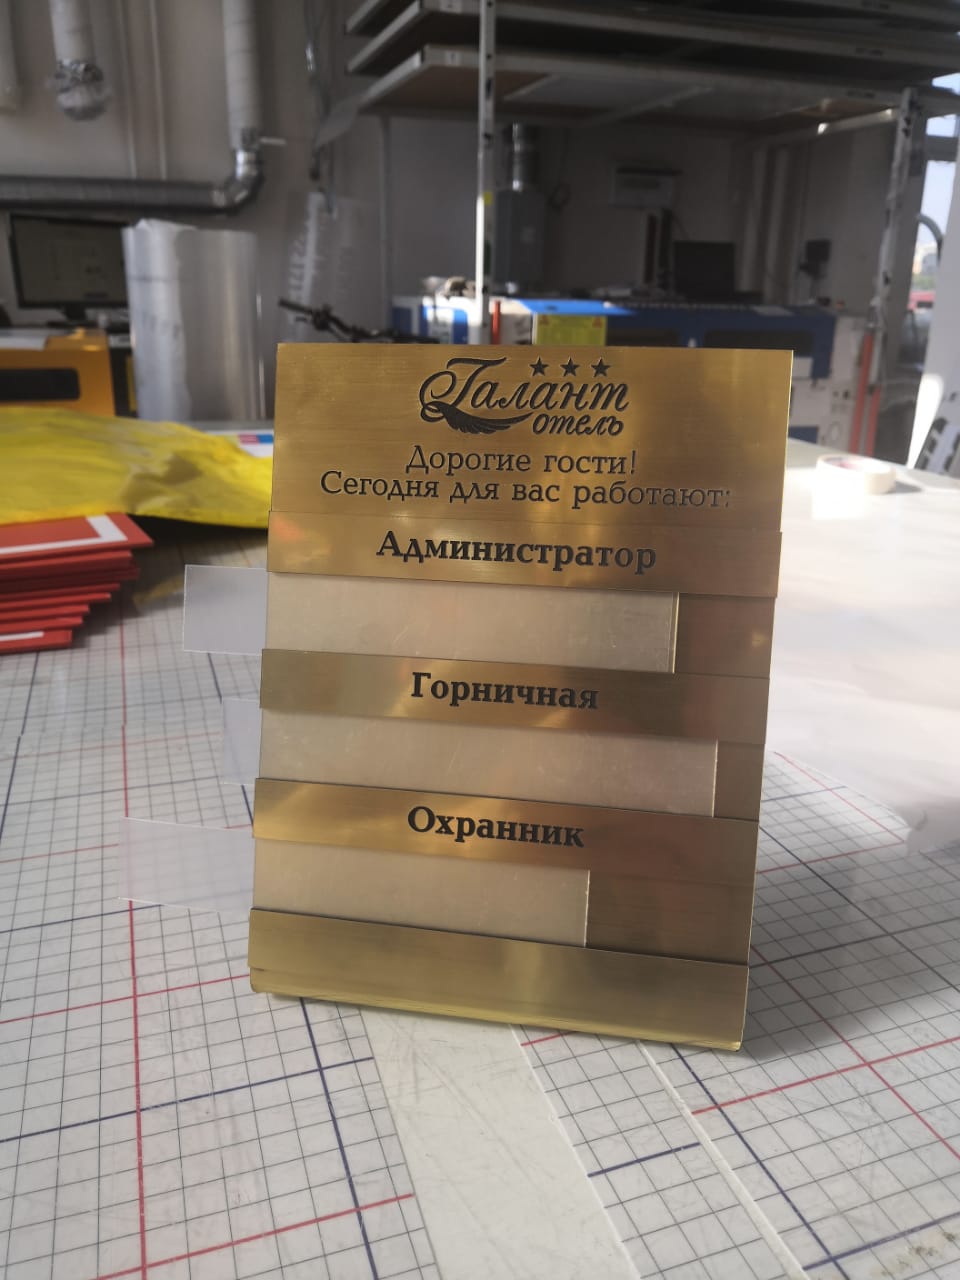 Галант
отель
Дорогие гости!
Сегодня для вас работают:
Администратор
Горничная
Охранник